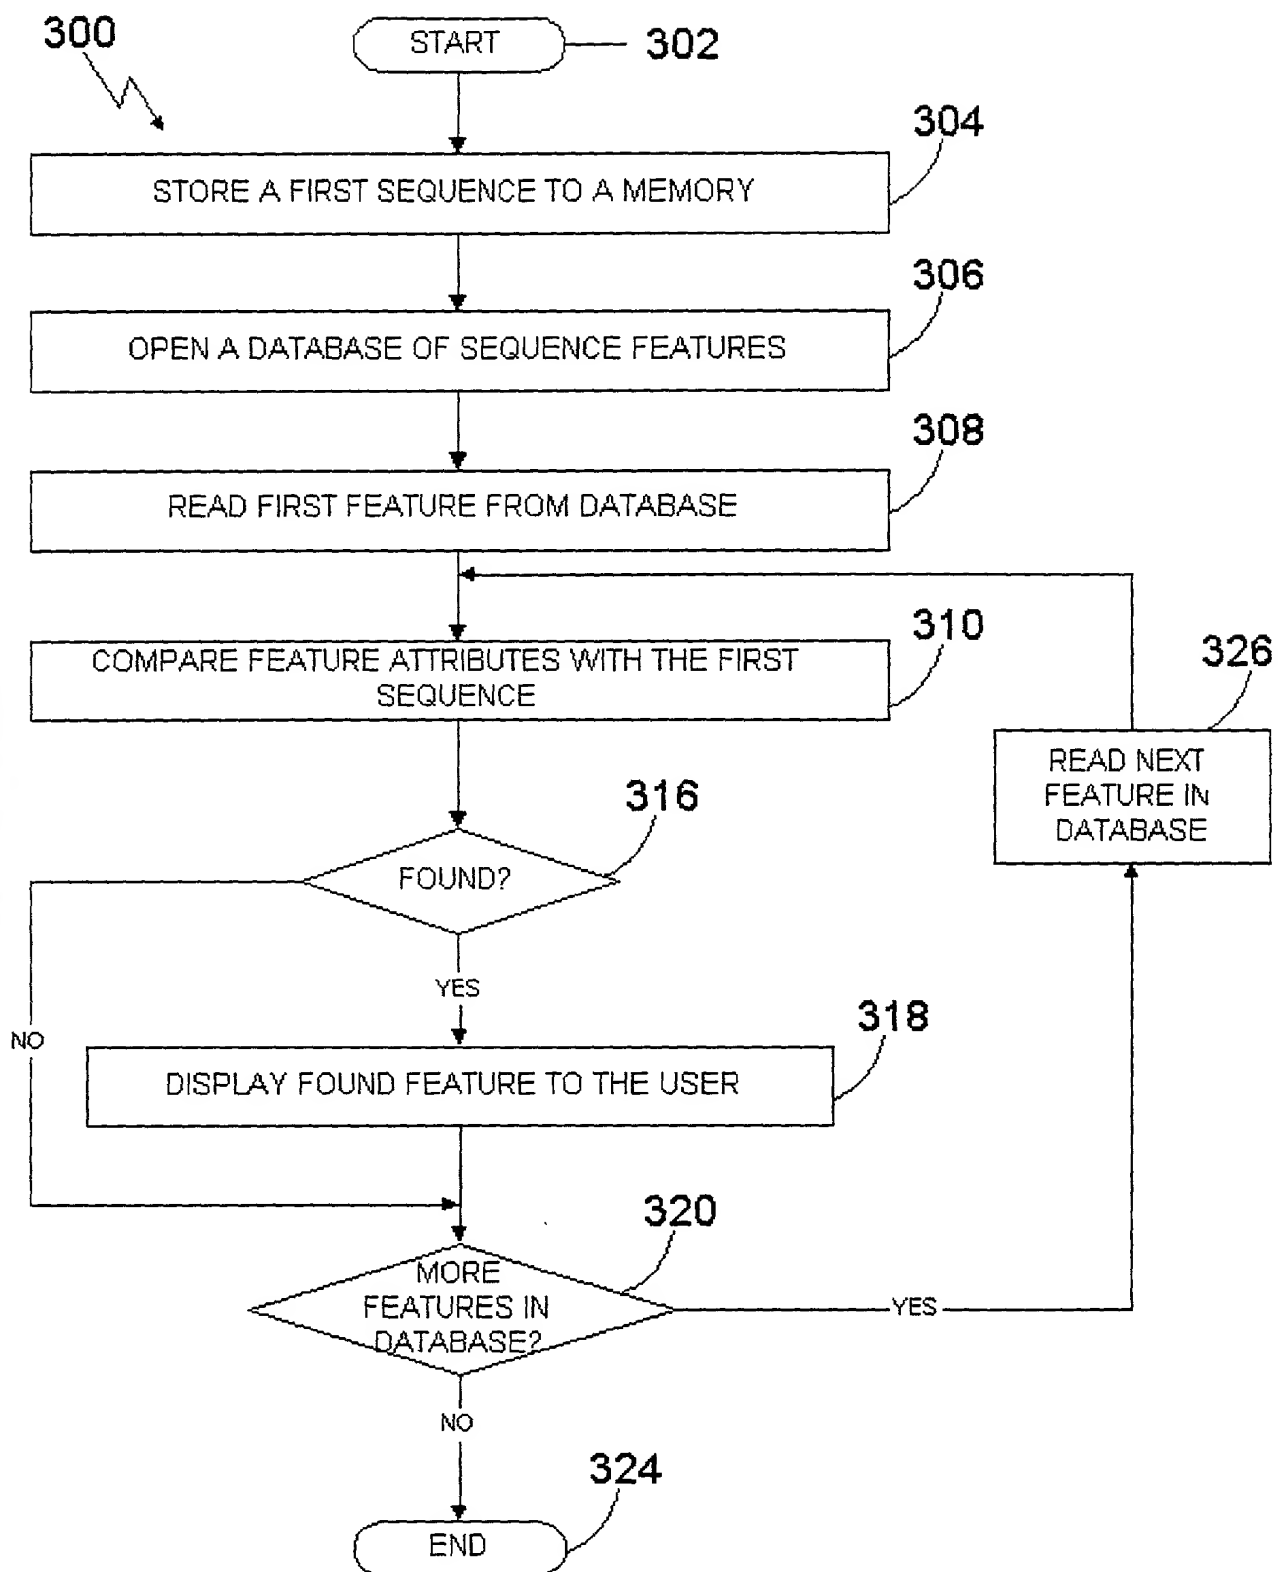 300
START
302
304
STORE A FIRST SEQUENCE TO A MEMORY
306
OPEN A DATABASE OF SEQUENCE FEATURES
308
READ FIRST FEATURE FROM DATABASE
310
COMPARE FEATURE ATTRIBUTES WITH THE FIRST
SEQUENCE
326
READ NEXT
FEATURE IN
DATABASE
316
FOUND?
YES
NO
318
DISPLAY FOUND FEATURE TO THE USER
320
MORE
FEATURES IN
DATABASE?
YES
NO
324
END